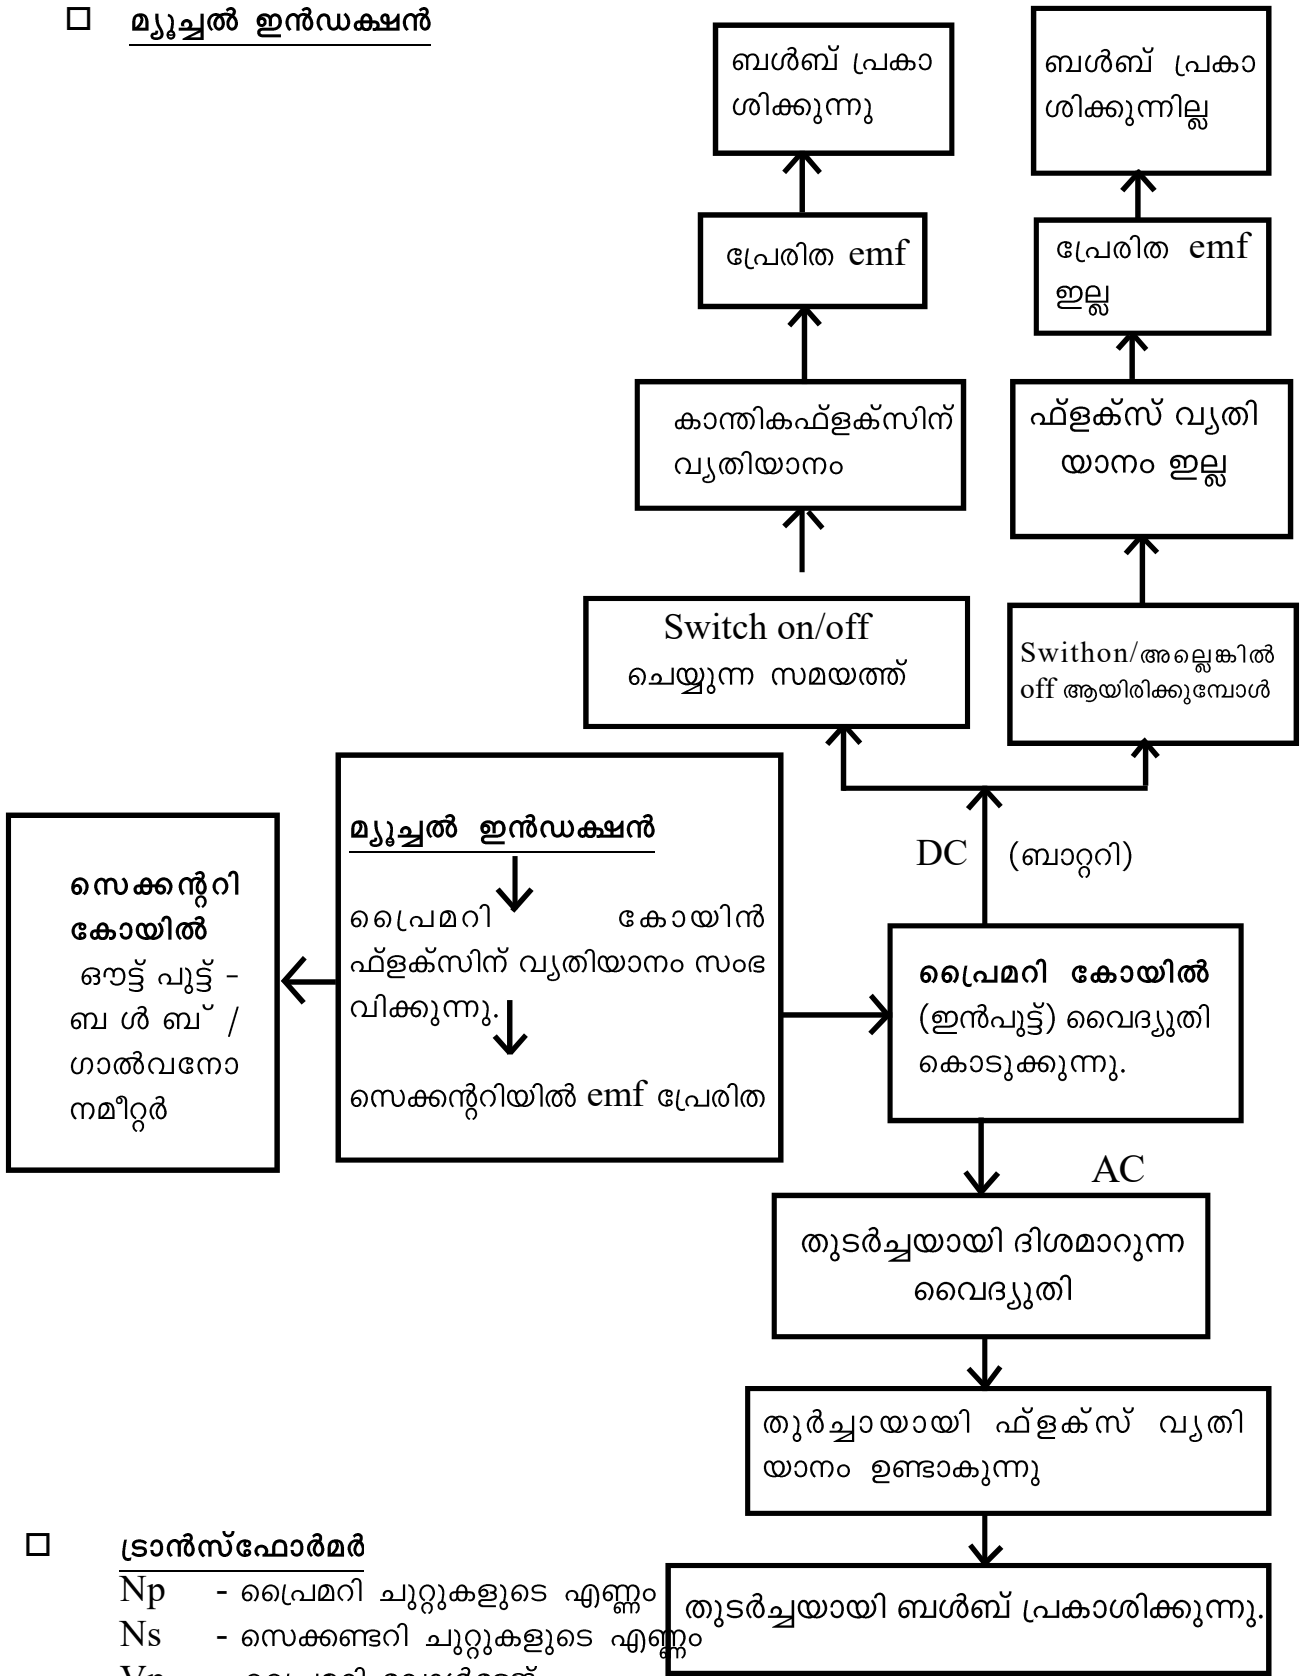 മ്യൂച്ചൽ ഇൻഡക്ഷൻ
ബൾബ് പ്രകാ
ശിക്കുന്നു
ബൾബ് പ്രകാ
ശിക്കുന്നില്ല
പ്രേരിത emf
പ്രേരിത emf
ഇല്ല
കാന്തികഫ്ളക്സിന്
വ്യതിയാനം
ഫ്ളക്സ് വ്യതി
യാനം ഇല്ല
Switch on/off
ചെയ്യുന്ന സമയത്ത്
Swithon/അല്ലെങ്കിൽ
off ആയിരിക്കുമ്പോൾ
DC (ബാറ്ററി)
സെക്കന്ററി
കോയിൽ
ഔട്ട് പുട്ട് -
ബ ൾ ബ് /
ഗാൽവനോ
നമീറ്റർ
മ്യൂച്ചൽ ഇൻഡക്ഷൻ
പ്രൈമറി കോയിൻ
ഫ്ളക്സിന് വ്യതിയാനം സംഭ
വിക്കുന്നു.
സെക്കന്ററിയിൽ emf പ്രേരിത
പ്രൈമറി കോയിൽ
(ഇൻപുട്ട്) വൈദ്യുതി
കൊടുക്കുന്നു.
AC
തുടർച്ചയായി ദിശമാറുന്ന
വൈദ്യുതി
തുർച്ചായായി ഫ്ളക്സ് വ്യതി
യാനം ഉണ്ടാകുന്നു
തുടർച്ചയായി ബൾബ് പ്രകാശിക്കുന്നു.
ട്രാൻസ്ഫോർമർ
Np - പ്രൈമറി ചുറ്റുകളുടെ എണ്ണം
Ns - സെക്കണ്ടറി ചുറ്റുകളുടെ എണ്ണം